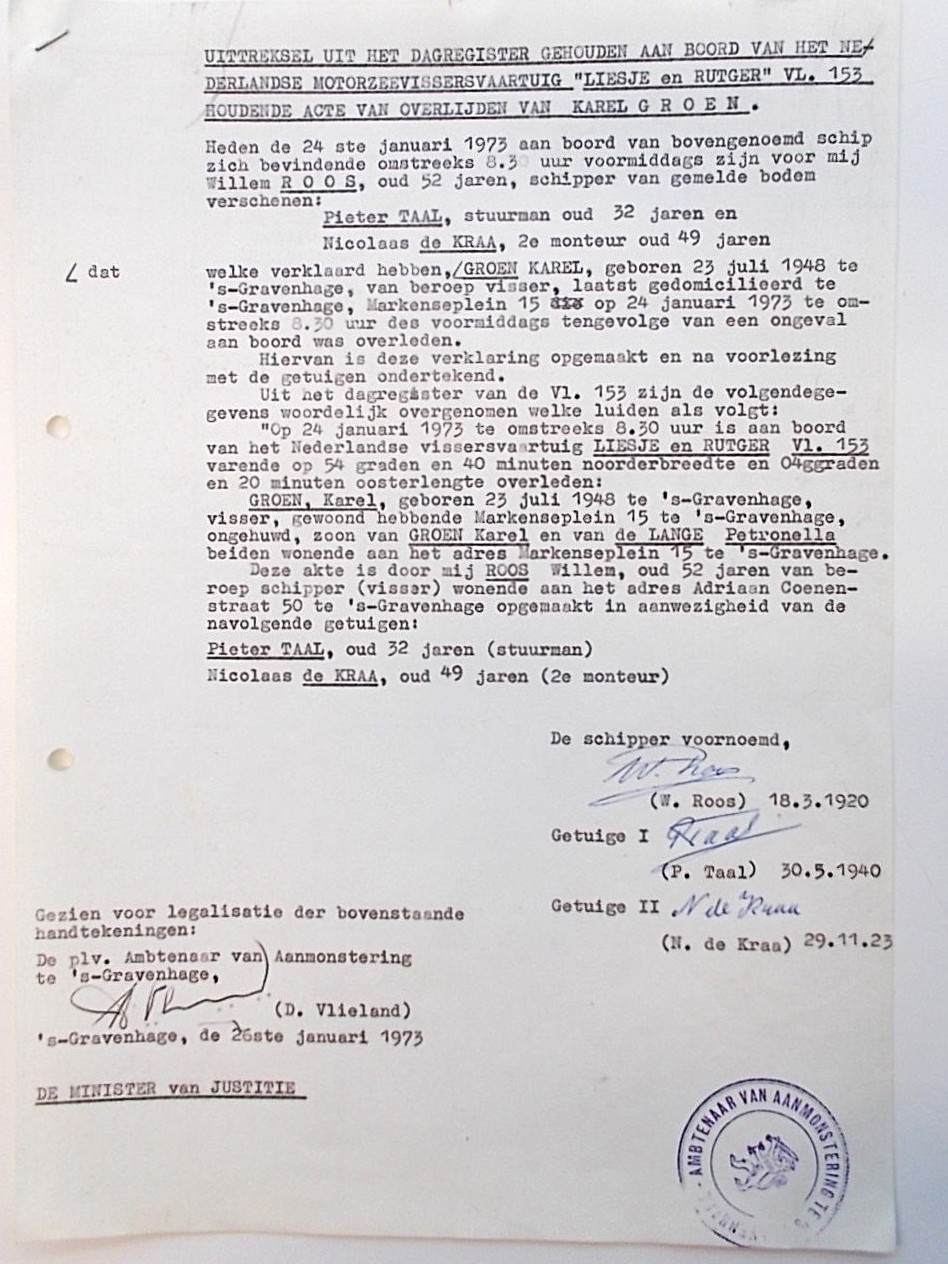 UITTREKSEL UIT HET DAGREGISTER GEHOUDEN AAN BOORD VAN HET NE-
DERLANDSE MOTORZEEVISSERSVAARTUIG "LIESJE en RUTGER" VL. 153
HOUDENDE ACTE VAN OVERLIJDEN VAN KAREL G R O E N .
Heden de 24 ste januari 1973 aan boord van bovengenoemd schip
zich bevindende omstreeks 8.30 uur voormiddags zijn voor mij
Willem R O O S, oud 52 jaren, schipper van gemelde bodem
verschenen:
Pieter TAAL, stuurman oud 32 jaren en
Nicolaas de KRAA, 2e monteur oud 49 jaren
/ dat
welke verklaard hebben,/GROEN KAREL, geboren 23 juli 1948 te
's-Gravenhage, van beroep visser, laatst gedomicilieerd te
's-Gravenhage, Markenseplein 15 op 24 januari 1973 te om-
streeks 8.30 uur des voormiddags tengevolge van een ongeval
aan boord was overleden.
Hiervan is deze verklaring opgemaakt en na voorlezing
met de getuigen ondertekend.
Uit het dagregister van de Vl. 153 zijn de volgendege-
gevens woordelijk overgenomen welke luiden als volgt:
"Op 24 januari 1973 te omstreeks 8.30 uur is aan boord
van het Nederlandse vissersvaartuig LIESJE en RUTGER Vl. 153
varende op 54 graden en 40 minuten noorderbreedte en 04ggraden
en 20 minuten oosterlengte overleden:
GROEN, Karel, geboren 23 juli 1948 te 's-Gravenhage,
visser, gewoond hebbende Markenseplein 15 te 's-Gravenhage,
ongehuwd, zoon van GROEN Karel en van de LANGE Petronella
beiden wonende aan het adres Markenseplein 15 te 's-Gravenhage.
Deze akte is door mij ROOS Willem, oud 52 jaren van be-
roep schipper (visser) wonende aan het adres Adriaan Coenen-
straat 50 te 's-Gravenhage opgemaakt in aanwezigheid van de
navolgende getuigen:
Pieter TAAL, oud 32 jaren (stuurman)
Nicolaas de KRAA, oud 49 jaren (2e monteur)
De schipper voornoemd,
W. Roos
(W. Roos) 18.3.1920
Getuige I PTaal
(P. Taal) 30.5.1940
Getuige II N de Kraa
(N. de Kraa) 29.11.23
Gezien voor legalisatie der bovenstaande
handtekeningen:
De plv. Ambtenaar van Aanmonstering
te 's-Gravenhage,
(D. Vlieland)
's-Gravenhage, de 26ste januari 1973
DE MINISTER van JUSTITIE
AMBTENAAR VAN AANMONSTERING TE